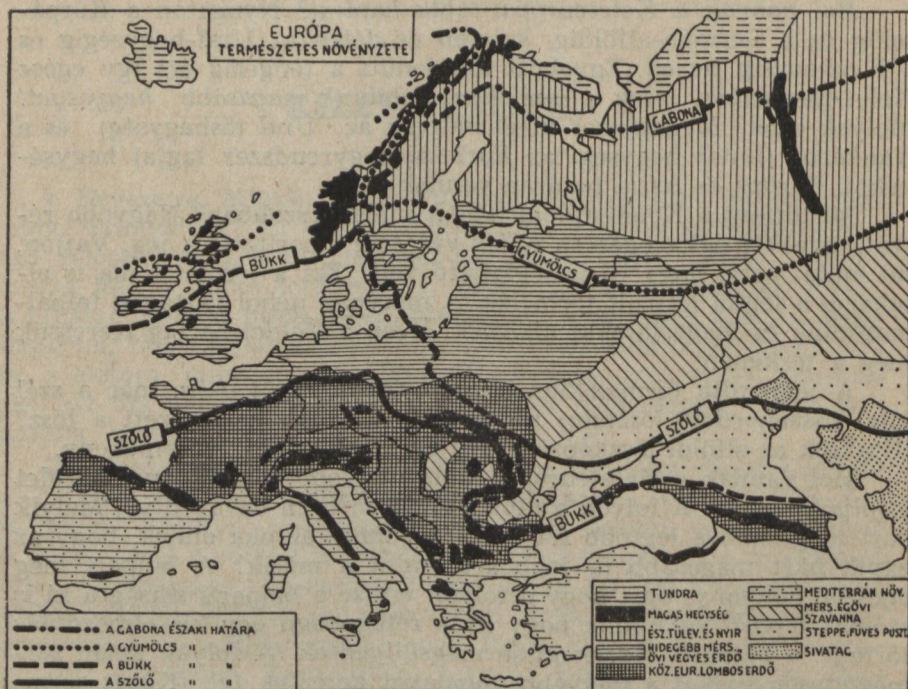 EURÓPA
TERMÉSZETES NÖVÉNYZETE
GABONA
BÜKK
GYÜMÖLCS
SZŐLŐ
SZŐLŐ
BÜKK
A GABONA ÉSZAKI HATÁRA
A GYÜMÖLCS " "
A BÜKK " "
A SZŐLŐ " "
TUNDRA
MAGAS HEGYSÉG
ÉSZ. TÜLEV. ÉS NYIR
HIDEGEBB MÉRS.
ÖVI VEGYES ERDŐ
KÖZ. EUR. LOMBOS ERDŐ
MEDITERRÁN NÖV.
MÉRS. ÉGÖVI
SZAVANNA
STEPPE, FÜVES PUSZT.
SIVATAG